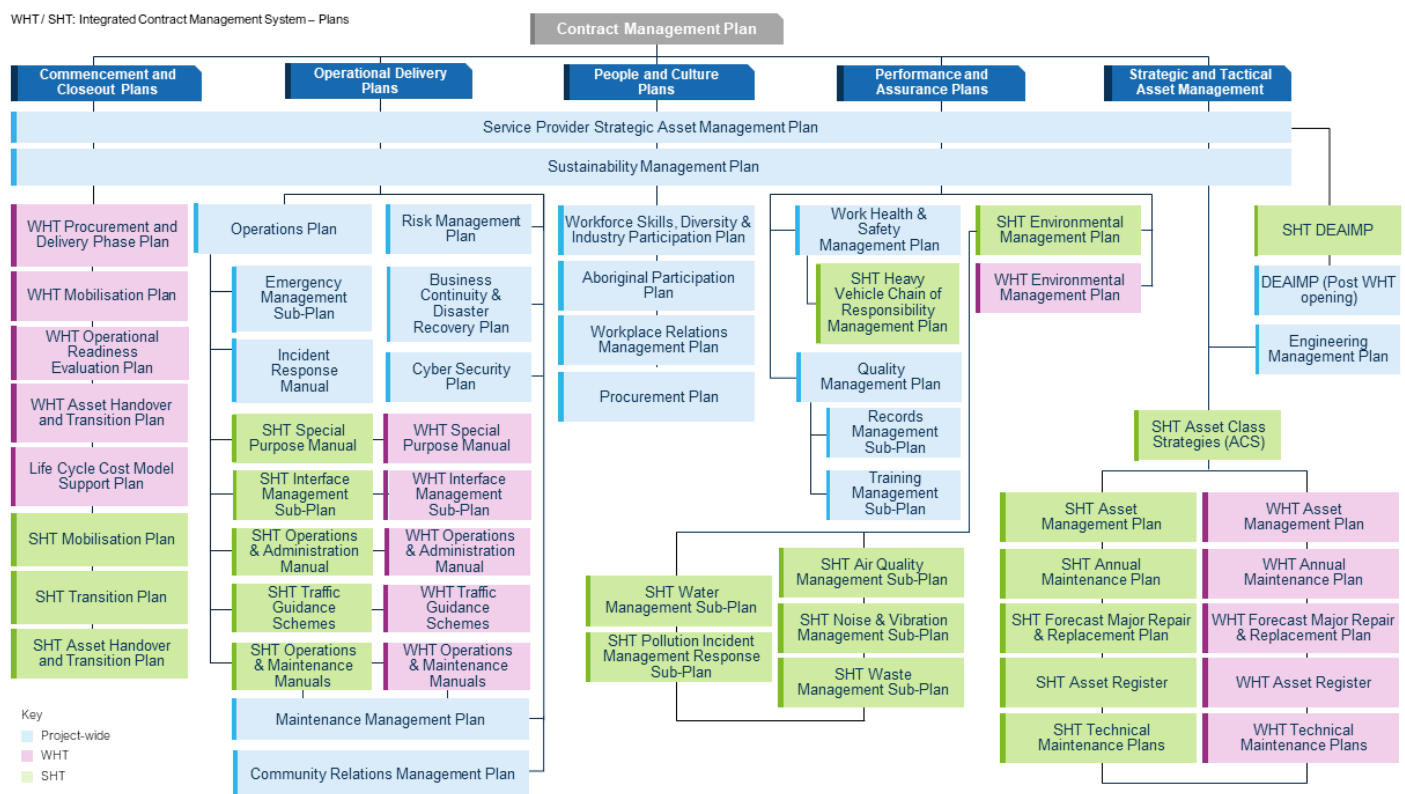 WHT / SHT: Integrated Contract Management System – Plans
Contract Management Plan
Commencement and
Closeout Plans
Operational Delivery
Plans
People and Culture
Plans
Performance and
Assurance Plans
Strategic and Tactical
Asset Management
Service Provider Strategic Asset Management Plan
Sustainability Management Plan
WHT Procurement and
Delivery Phase Plan
WHT Mobilisation Plan
WHT Operational
Readiness
Evaluation Plan
WHT Asset Handover
and Transition Plan
Life Cycle Cost Model
Support Plan
SHT Mobilisation Plan
SHT Transition Plan
SHT Asset Handover
and Transition Plan
Operations Plan
Emergency
Management
Sub-Plan
Incident
Response
Manual
SHT Special
Purpose Manual
SHT Interface
Management
Sub-Plan
SHT Operations
& Administration
Manual
SHT Traffic
Guidance
Schemes
SHT Operations
& Maintenance
Manuals
Risk Management
Plan
Business
Continuity &
Disaster
Recovery Plan
Cyber Security
Plan
WHT Special
Purpose Manual
WHT Interface
Management
Sub-Plan
WHT Operations
& Administration
Manual
WHT Traffic
Guidance
Schemes
WHT Operations
& Maintenance
Manuals
Maintenance Management Plan
Community Relations Management Plan
Workforce Skills, Diversity &
Industry Participation Plan
Aboriginal Participation
Plan
Workplace Relations
Management Plan
Procurement Plan
Work Health &
Safety
Management Plan
SHT Heavy
Vehicle Chain of
Responsibility
Management Plan
Quality
Management Plan
Records
Management
Sub-Plan
Training
Management
Sub-Plan
SHT Environmental
Management Plan
WHT Environmental
Management Plan
SHT Water
Management Sub-Plan
SHT Pollution Incident
Management Response
Sub-Plan
SHT Air Quality
Management Sub-Plan
SHT Noise & Vibration
Management Sub-Plan
SHT Waste
Management Sub-Plan
SHT DEAIMP
DEAIMP (Post WHT
opening)
Engineering
Management Plan
SHT Asset Class
Strategies (ACS)
SHT Asset
Management Plan
SHT Annual
Maintenance Plan
SHT Forecast Major Repair
& Replacement Plan
SHT Asset Register
SHT Technical
Maintenance Plans
WHT Asset
Management Plan
WHT Annual
Maintenance Plan
WHT Forecast Major Repair
& Replacement Plan
WHT Asset Register
WHT Technical
Maintenance Plans
Key
Project-wide
WHT
SHT